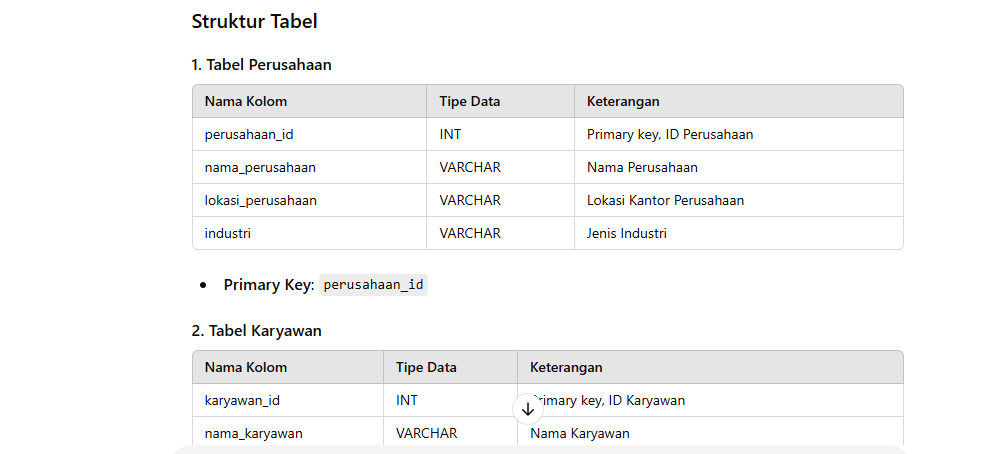 Struktur Tabel
1. Tabel Perusahaan
Nama Kolom Tipe Data Keterangan
perusahaan_id INT Primary key, ID Perusahaan
nama_perusahaan VARCHAR Nama Perusahaan
lokasi_perusahaan VARCHAR Lokasi Kantor Perusahaan
industri VARCHAR Jenis Industri
• Primary Key: perusahaan_id
2. Tabel Karyawan
Nama Kolom Tipe Data Keterangan
karyawan_id INT Primary key, ID Karyawan
nama_karyawan VARCHAR Nama Karyawan